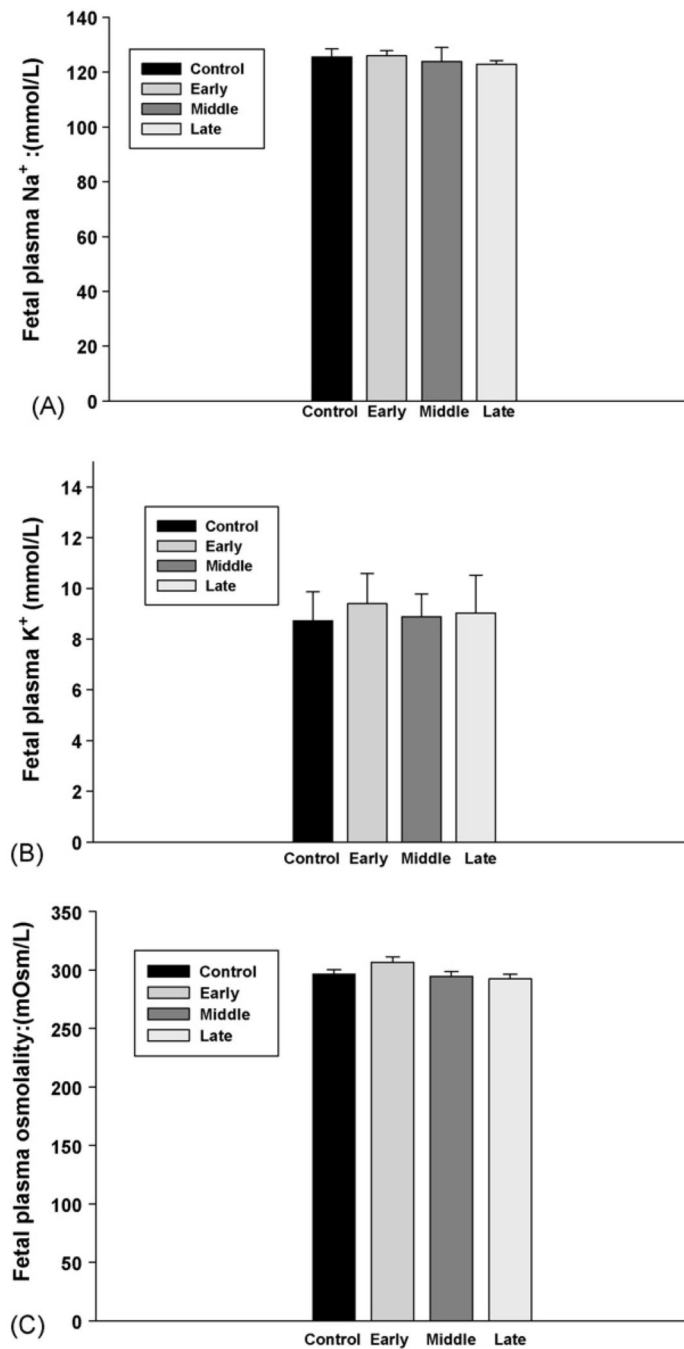 140
120
100
80
60
40
20
0
Fetal plasma Na⁺ :(mmol/L)
Control
Early
Middle
Late
(A)
Control Early Middle Late
14
12
10
8
6
4
2
0
Fetal plasma K⁺ (mmol/L)
Control
Early
Middle
Late
(B)
Control Early Middle Late
350
300
250
200
150
100
50
0
Fetal plasma osmolality:(mOsm/L)
Control
Early
Middle
Late
(C)
Control Early Middle Late